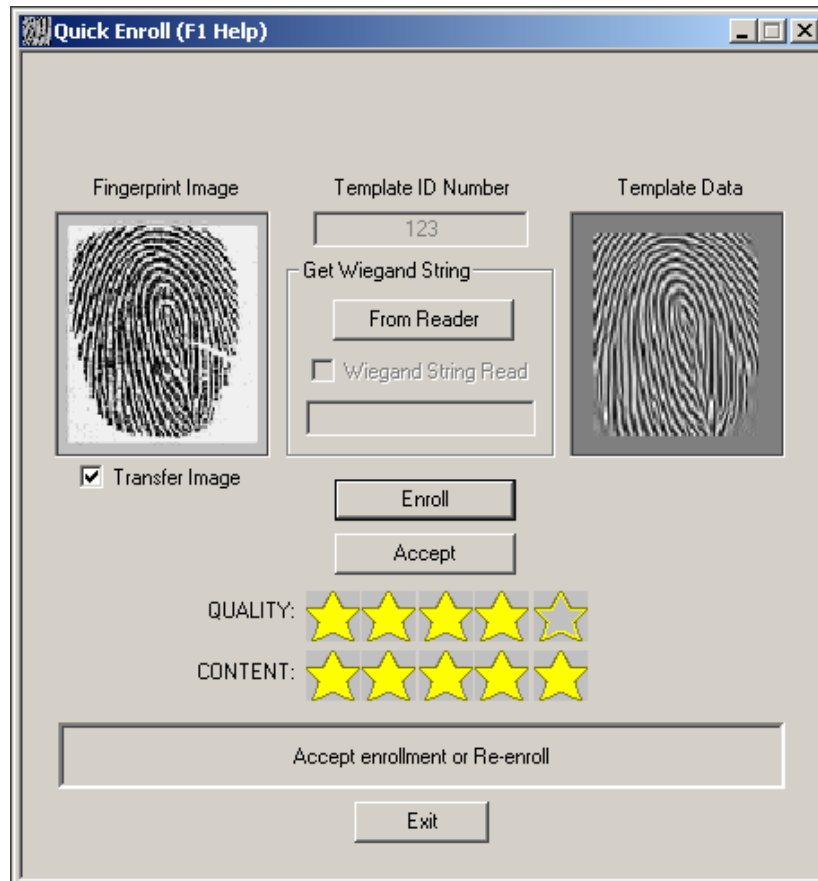 Quick Enroll (F1 Help)
Fingerprint Image
Template ID Number
Template Data
123
Get Wiegand String
From Reader
Wiegand String Read
Transfer Image
Enroll
Accept
QUALITY:
CONTENT:
Accept enrollment or Re-enroll
Exit